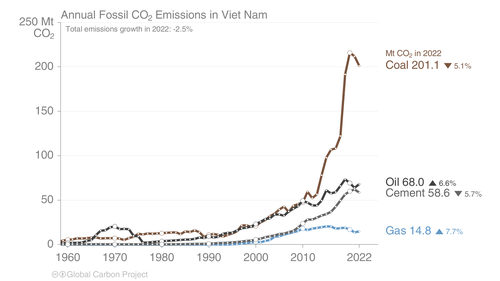 Annual Fossil CO₂ Emissions in Viet Nam
250 Mt
CO₂
Total emissions growth in 2022: -2.5%
200
150
100
50
0
1960 1970 1980 1990 2000 2010 2022
Mt CO₂ in 2022
Coal 201.1 ▼ 5.1%
Oil 68.0 ▲ 6.6%
Cement 58.6 ▼ 5.7%
Gas 14.8 ▲ 7.7%
Global Carbon Project